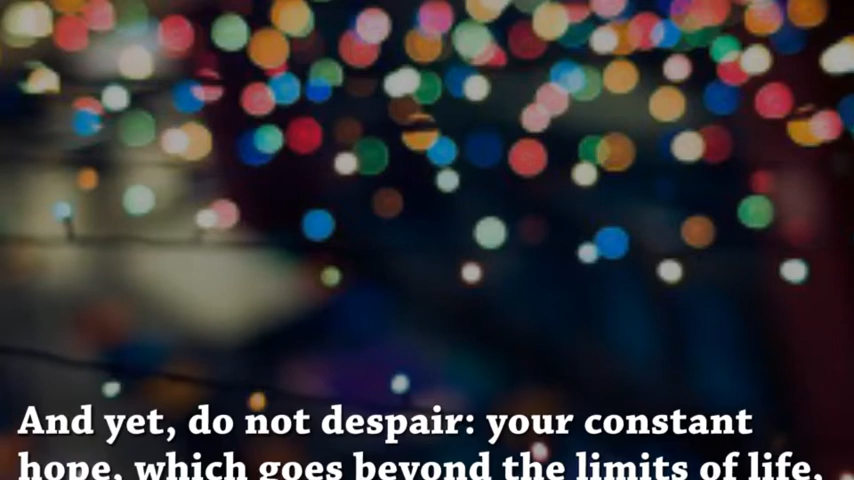 And yet, do not despair: your constant
hope, which goes beyond the limits of life,